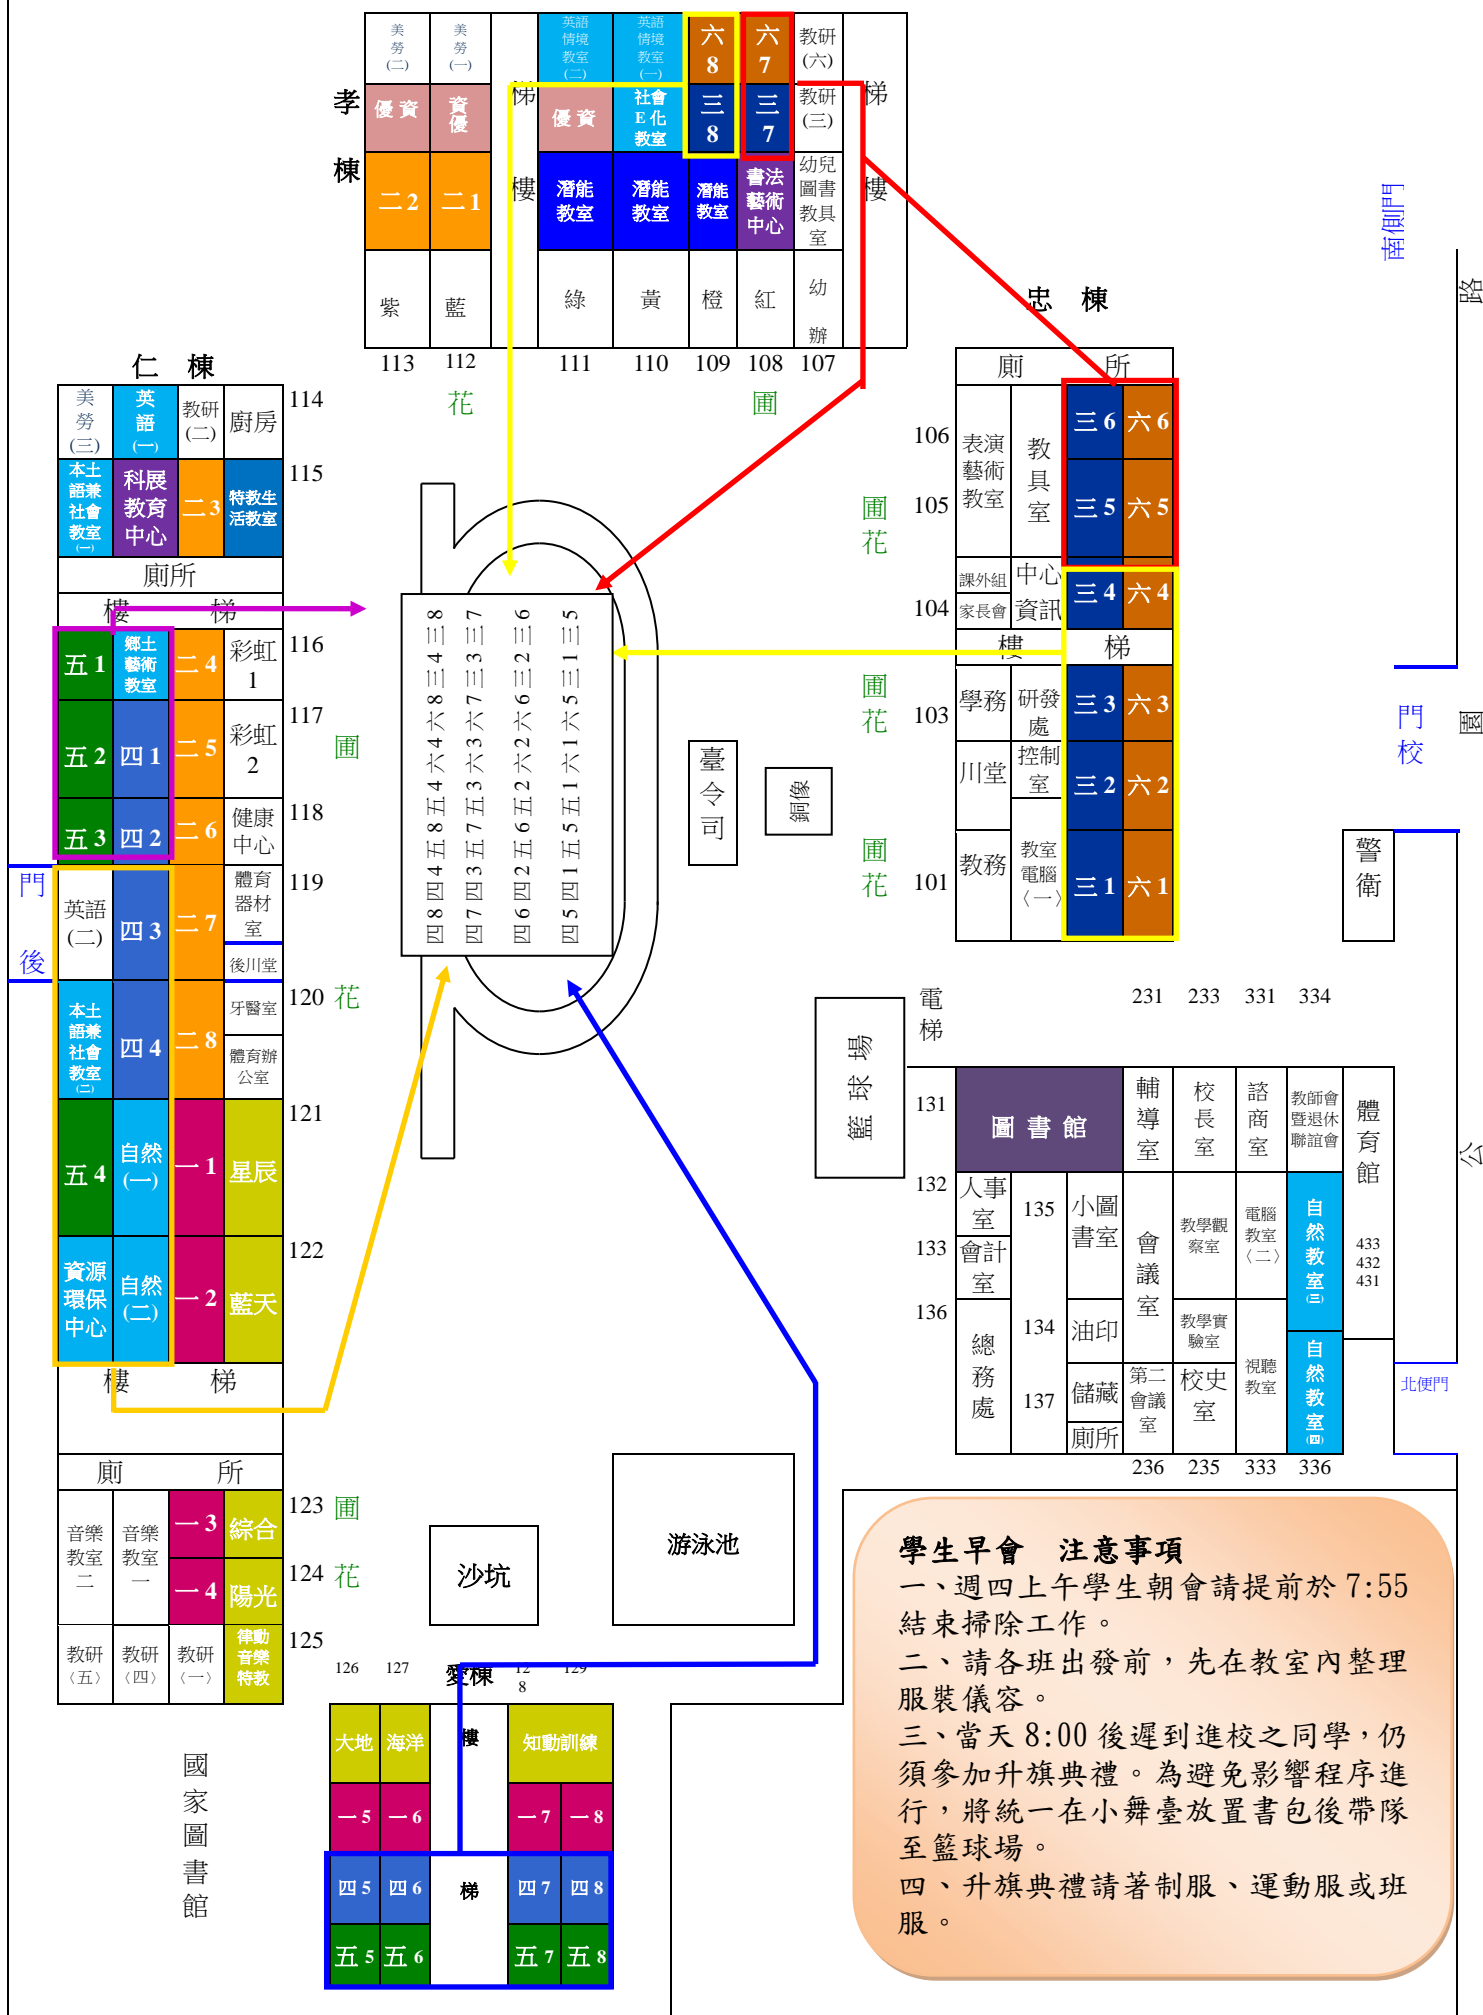 孝棟
美勞(二)
美勞(一)
梯樓
英語情境教室(二)
英語情境教室(一)
六8
六7
教研(六)
梯樓
優資
資優
優資
社會E化教室
三8
三7
教研(三)
二2
二1
潛能教室
潛能教室
潛能教室
書法藝術中心
幼兒圖書教具室
紫
藍
綠
黃
橙
紅
幼辦
113
112
111
110
109
108
107
花
圃
南側門
路
忠 棟
廁 所
106
表演藝術教室
教具室
三6
六6
105
三5
六5
圃花
課外組
中心
三4
六4
104
家長會
資訊
樓 梯
圃花
103
學務
研發處
三3
六3
川堂
控制室
三2
六2
圃花
101
教務
教室電腦〈一〉
三1
六1
門校
園
警衛
仁 棟
美勞(三)
英語(一)
教研(二)
廚房
114
本土語兼社會教室(一)
科展教育中心
二3
特教生活教室
115
廁所
樓 梯
五1
鄉土藝術教室
二4
彩虹1
116
五2
四1
二5
彩虹2
117
圃
五3
四2
二6
健康中心
118
門
後
英語(二)
四3
二7
體育器材室
119
後川堂
本土語兼社會教室(二)
四4
二8
牙醫室
120
花
體育辦公室
五4
自然(一)
一1
星辰
121
資源環保中心
自然(二)
一2
藍天
122
樓 梯
廁 所
音樂教室二
音樂教室一
一3
綜合
123
圃
一4
陽光
124
花
教研〈五〉
教研〈四〉
教研〈一〉
律動音樂特教
125
四8四4五8五4六4六8三4三8
四7四3五7五3六3六7三3三7
四6四2五6五2六2六6三2三6
四5四1五5五1六1六5三1三5
臺令司
銅像
籃球場
電梯
231
233
331
334
131
圖書館
輔導室
校長室
諮商室
教師會暨退休聯誼會
體育館
132
人事室
135
小圖書室
會議室
教學觀察室
電腦教室〈二〉
自然教室(三)
433
432
431
133
會計室
136
總務處
134
油印
教學實驗室
視聽教室
自然教室(四)
137
儲藏
第二會議室
校史室
廁所
236
235
333
336
北便門
公
沙坑
游泳池
126
127
愛棟
128
129
大地
海洋
樓
知動訓練
一5
一6
一7
一8
四5
四6
梯
四7
四8
五5
五6
五7
五8
國家圖書館
學生早會 注意事項
一、週四上午學生朝會請提前於7:55
結束掃除工作。
二、請各班出發前，先在教室內整理
服裝儀容。
三、當天8:00後遲到進校之同學，仍
須參加升旗典禮。為避免影響程序進
行，將統一在小舞臺放置書包後帶隊
至籃球場。
四、升旗典禮請著制服、運動服或班
服。